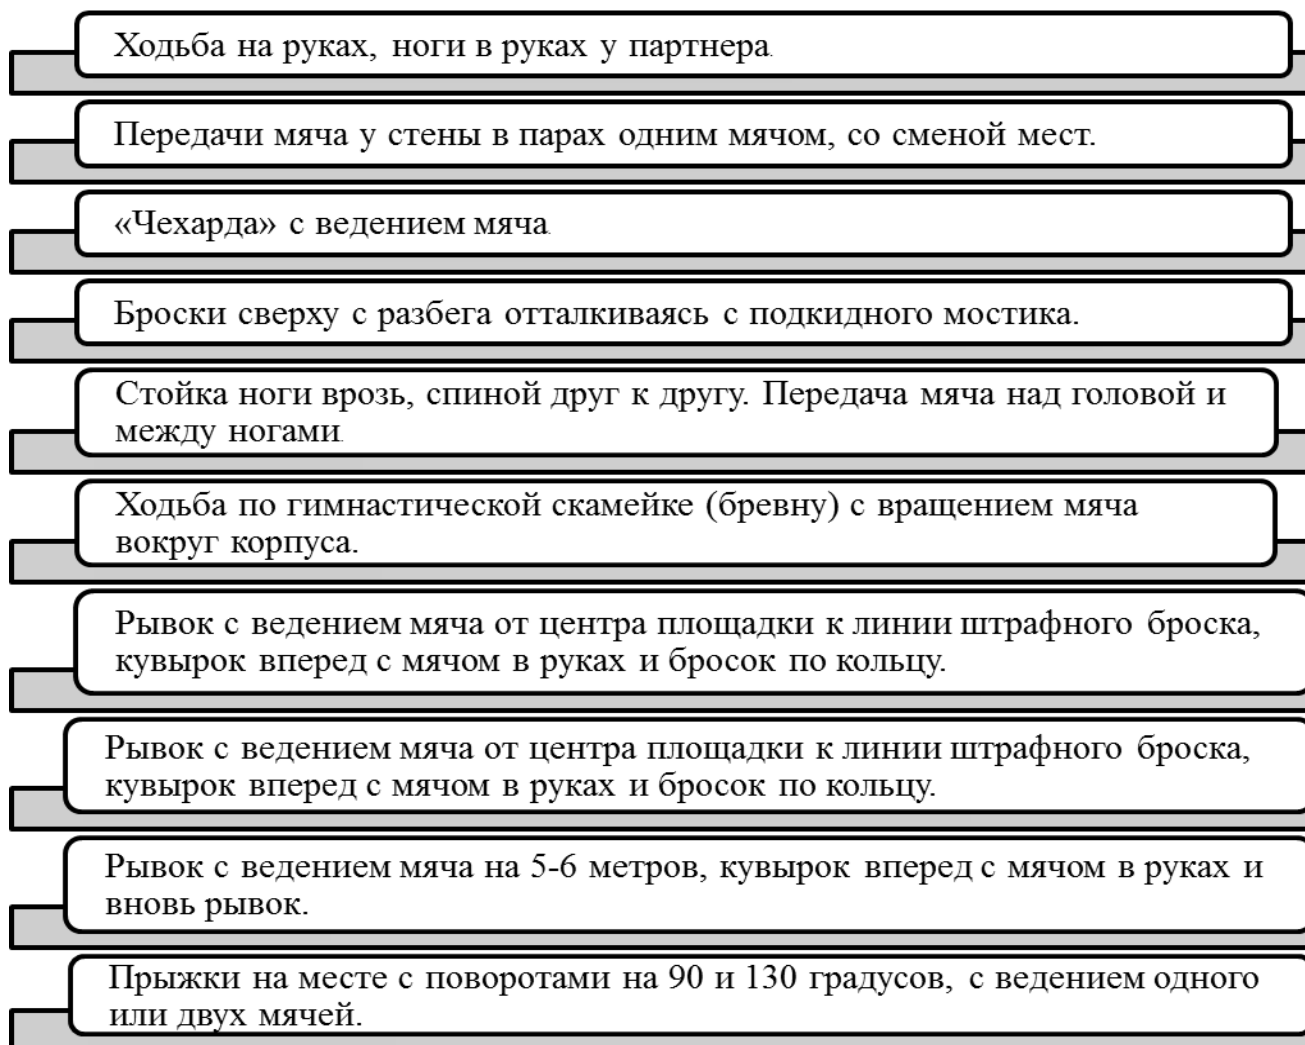 Ходьба на руках, ноги в руках у партнера.
Передачи мяча у стены в парах одним мячом, со сменой мест.
«Чехарда» с ведением мяча.
Броски сверху с разбега отталкиваясь с подкидного мостика.
Стойка ноги врозь, спиной друг к другу. Передача мяча над головой и
между ногами.
Ходьба по гимнастической скамейке (бревну) с вращением мяча
вокруг корпуса.
Рывок с ведением мяча от центра площадки к линии штрафного броска,
кувырок вперед с мячом в руках и бросок по кольцу.
Рывок с ведением мяча от центра площадки к линии штрафного броска,
кувырок вперед с мячом в руках и бросок по кольцу.
Рывок с ведением мяча на 5-6 метров, кувырок вперед с мячом в руках и
вновь рывок.
Прыжки на месте с поворотами на 90 и 130 градусов, с ведением одного
или двух мячей.